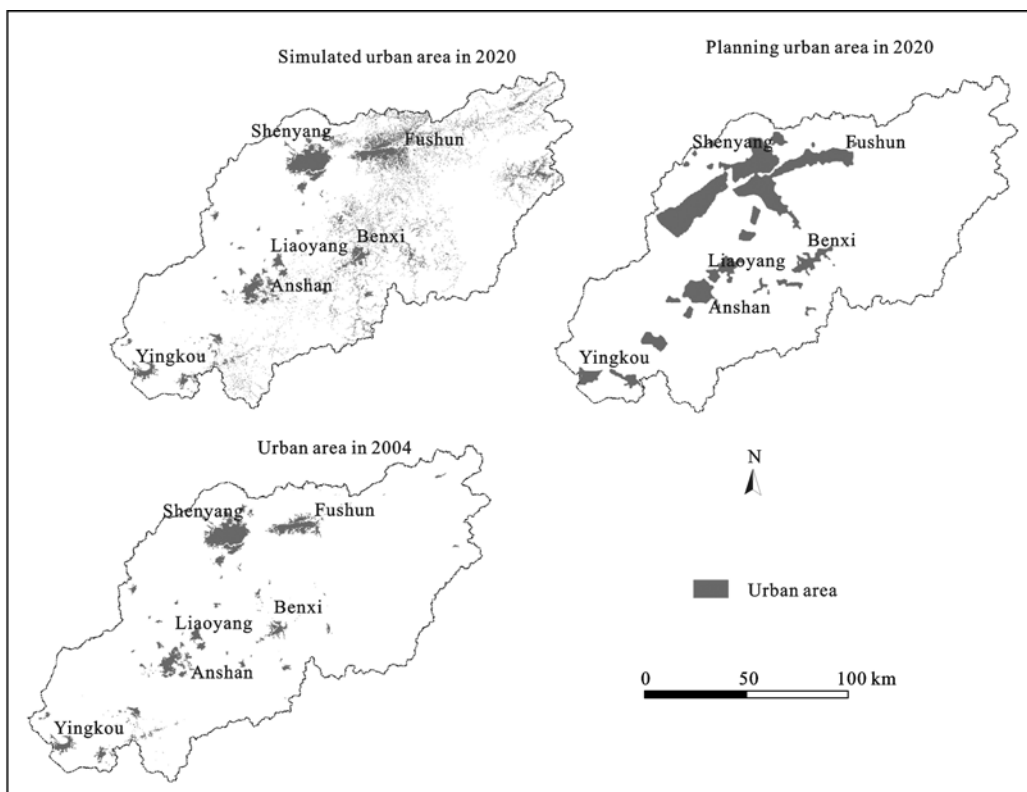 Simulated urban area in 2020
Shenyang
Fushun
Liaoyang
Benxi
Anshan
Yingkou
Planning urban area in 2020
Shenyang
Fushun
Benxi
Liaoyang
Anshan
Yingkou
Urban area in 2004
Shenyang
Fushun
Benxi
Liaoyang
Anshan
Yingkou
N
Urban area
0 50 100 km